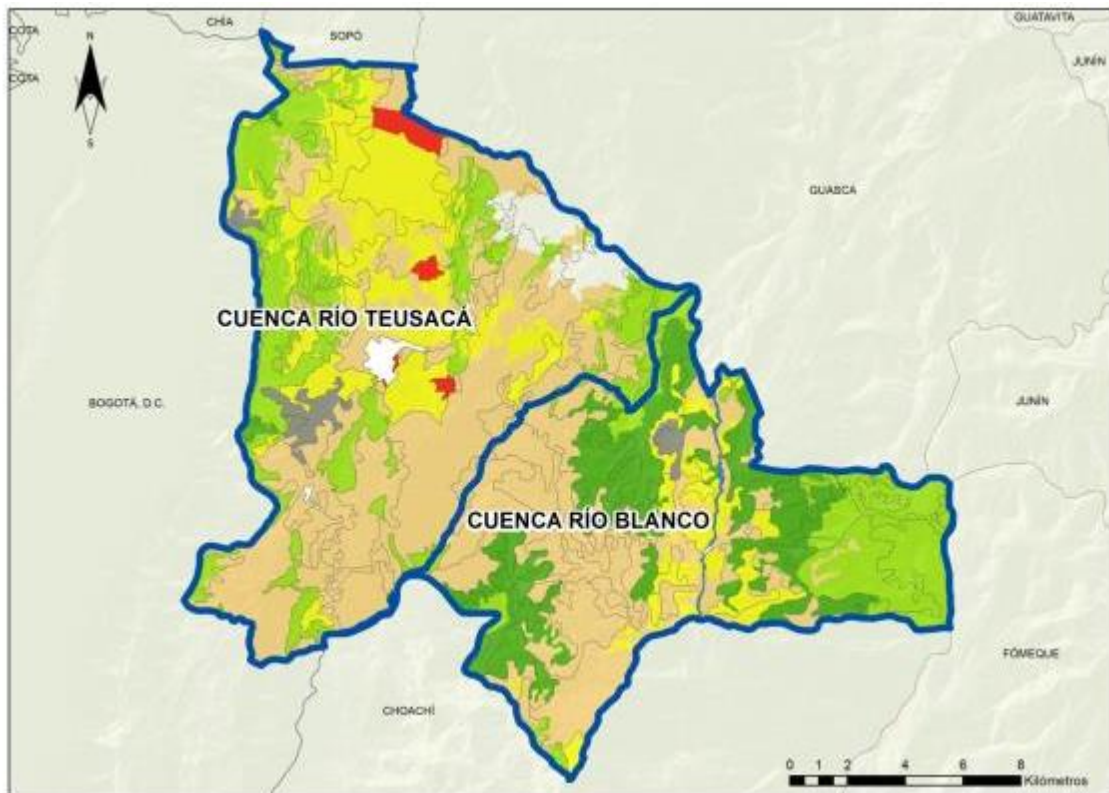 CHÍA
SOPÓ
GUATAVITA
COTA
N
JUNÍN
COTA
S
GUASCA
CUENCA RÍO TEUSACÁ
BOGOTÁ, D.C.
JUNÍN
CUENCA RÍO BLANCO
FÓMEQUE
CHOACHÍ
0 1 2 4 6 8
Kilómetros